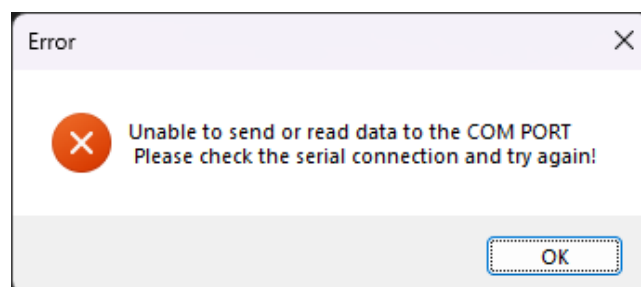 Error
Unable to send or read data to the COM PORT
Please check the serial connection and try again!
OK